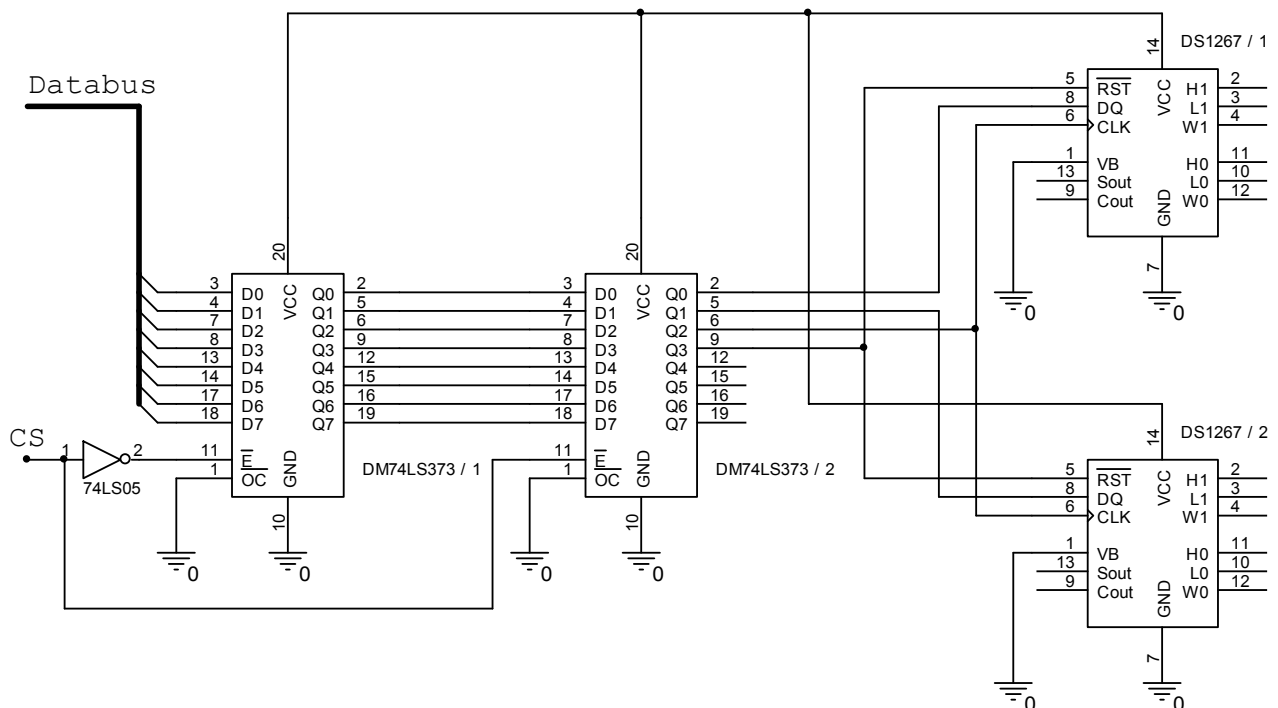 Databus
CS
1
2
74LS05
20
VCC
3 D0 Q0 2
4 D1 Q1 5
7 D2 Q2 6
8 D3 Q3 9
13 D4 Q4 12
14 D5 Q5 15
17 D6 Q6 16
18 D7 Q7 19
11 E
1 OC
GND
10
DM74LS373 / 1
0
0
20
VCC
3 D0 Q0 2
4 D1 Q1 5
7 D2 Q2 6
8 D3 Q3 9
13 D4 Q4 12
14 D5 Q5 15
17 D6 Q6 16
18 D7 Q7 19
11 E
1 OC
GND
10
DM74LS373 / 2
0
0
14
DS1267 / 1
VCC
5 RST H1 2
8 DQ L1 3
6 CLK W1 4
1 VB H0 11
13 Sout L0 10
9 Cout W0 12
GND
7
0
0
14
DS1267 / 2
VCC
5 RST H1 2
8 DQ L1 3
6 CLK W1 4
1 VB H0 11
13 Sout L0 10
9 Cout W0 12
GND
7
0
0